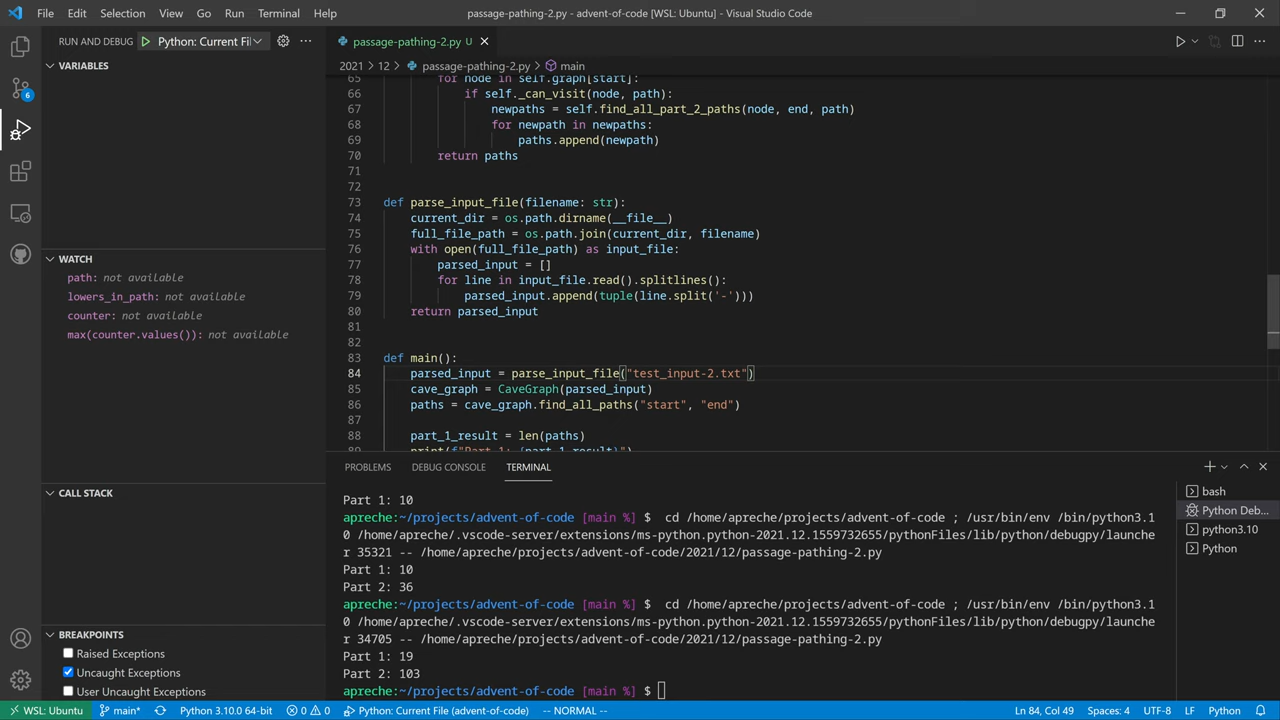 File Edit Selection View Go Run Terminal Help
passage-pathing-2.py - advent-of-code [WSL: Ubuntu] - Visual Studio Code
RUN AND DEBUG Python: Current Fil
passage-pathing-2.py U
2021 > 12 > passage-pathing-2.py > main
VARIABLES
WATCH
path: not available
lowers_in_path: not available
counter: not available
max(counter.values()): not available
CALL STACK
BREAKPOINTS
Raised Exceptions
Uncaught Exceptions
User Uncaught Exceptions
6
65 for node in self.graph[start]:
66 if self._can_visit(node, path):
67 newpaths = self.find_all_part_2_paths(node, end, path)
68 for newpath in newpaths:
69 paths.append(newpath)
70 return paths
71
72
73 def parse_input_file(filename: str):
74 current_dir = os.path.dirname(__file__)
75 full_file_path = os.path.join(current_dir, filename)
76 with open(full_file_path) as input_file:
77 parsed_input = []
78 for line in input_file.read().splitlines():
79 parsed_input.append(tuple(line.split('-')))
80 return parsed_input
81
82
83 def main():
84 parsed_input = parse_input_file("test_input-2.txt")
85 cave_graph = CaveGraph(parsed_input)
86 paths = cave_graph.find_all_paths("start", "end")
87
88 part_1_result = len(paths)
89 print(f"Part 1: {part_1_result}")
PROBLEMS DEBUG CONSOLE TERMINAL
Part 1: 10
apreche:~/projects/advent-of-code [main %] $ cd /home/apreche/projects/advent-of-code ; /usr/bin/env /bin/python3.1
0 /home/apreche/.vscode-server/extensions/ms-python.python-2021.12.1559732655/pythonFiles/lib/python/debugpy/launche
r 35321 -- /home/apreche/projects/advent-of-code/2021/12/passage-pathing-2.py
Part 1: 10
Part 2: 36
apreche:~/projects/advent-of-code [main %] $ cd /home/apreche/projects/advent-of-code ; /usr/bin/env /bin/python3.1
0 /home/apreche/.vscode-server/extensions/ms-python.python-2021.12.1559732655/pythonFiles/lib/python/debugpy/launche
r 34705 -- /home/apreche/projects/advent-of-code/2021/12/passage-pathing-2.py
Part 1: 19
Part 2: 103
apreche:~/projects/advent-of-code [main %] $
bash
Python Deb...
python3.10
Python
WSL: Ubuntu main* Python 3.10.0 64-bit 0 0 Python: Current File (advent-of-code) -- NORMAL -- Ln 84, Col 49 Spaces: 4 UTF-8 LF Python